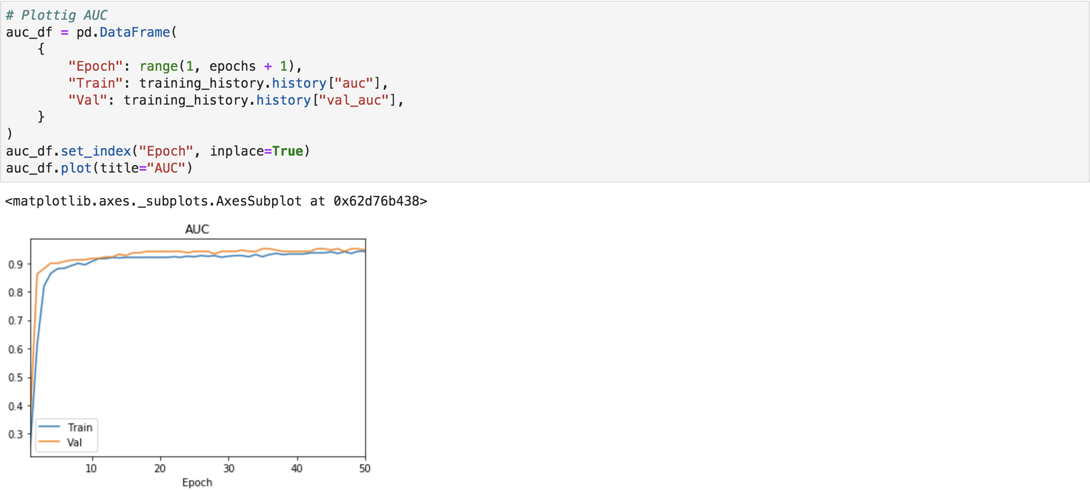 # Plottig AUC
auc_df = pd.DataFrame(
    {
        "Epoch": range(1, epochs + 1),
        "Train": training_history.history["auc"],
        "Val": training_history.history["val_auc"],
    }
)
auc_df.set_index("Epoch", inplace=True)
auc_df.plot(title="AUC")
<matplotlib.axes._subplots.AxesSubplot at 0x62d76b438>
AUC
0.9
0.8
0.7
0.6
0.5
0.4
0.3
Train
Val
10 20 30 40 50
Epoch